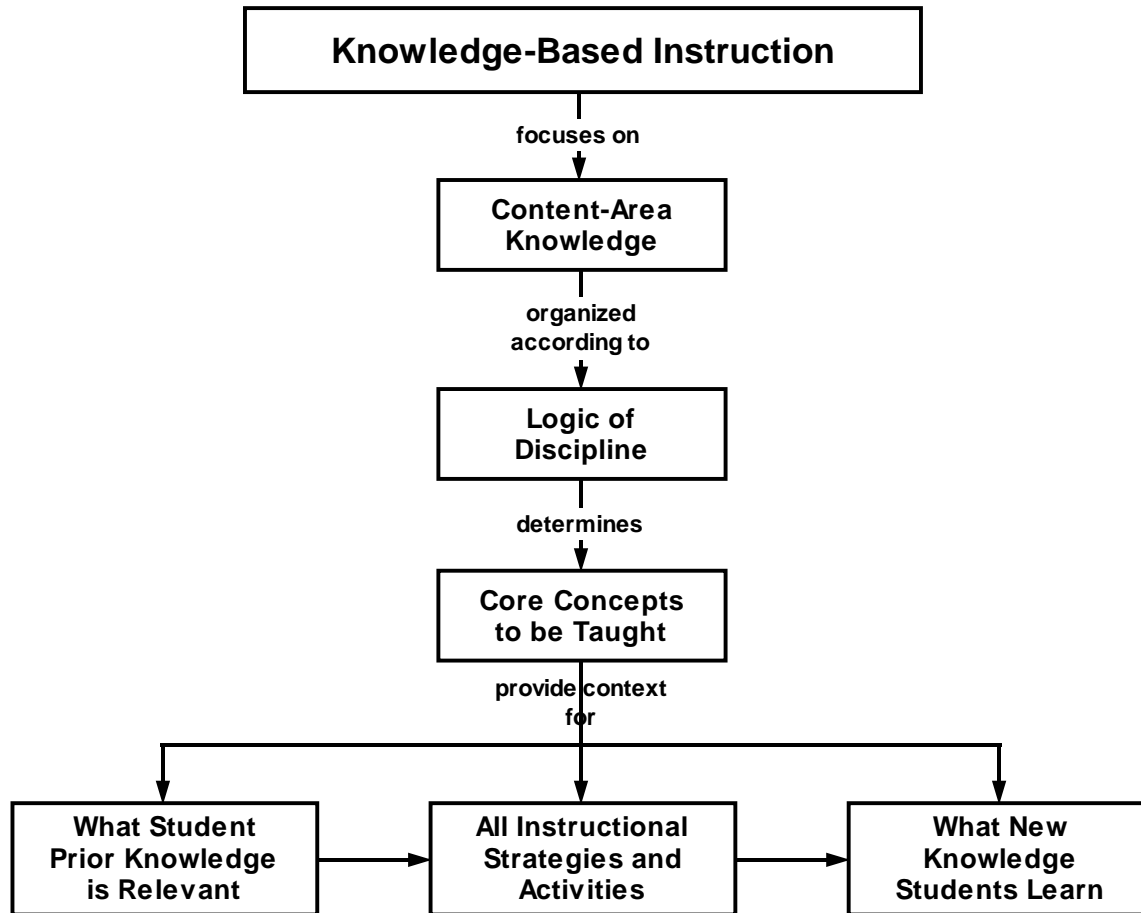 Knowledge-Based Instruction
focuses on
Content-Area
Knowledge
organized
according to
Logic of
Discipline
determines
Core Concepts
to be Taught
provide context
for
What Student
Prior Knowledge
is Relevant
All Instructional
Strategies and
Activities
What New
Knowledge
Students Learn